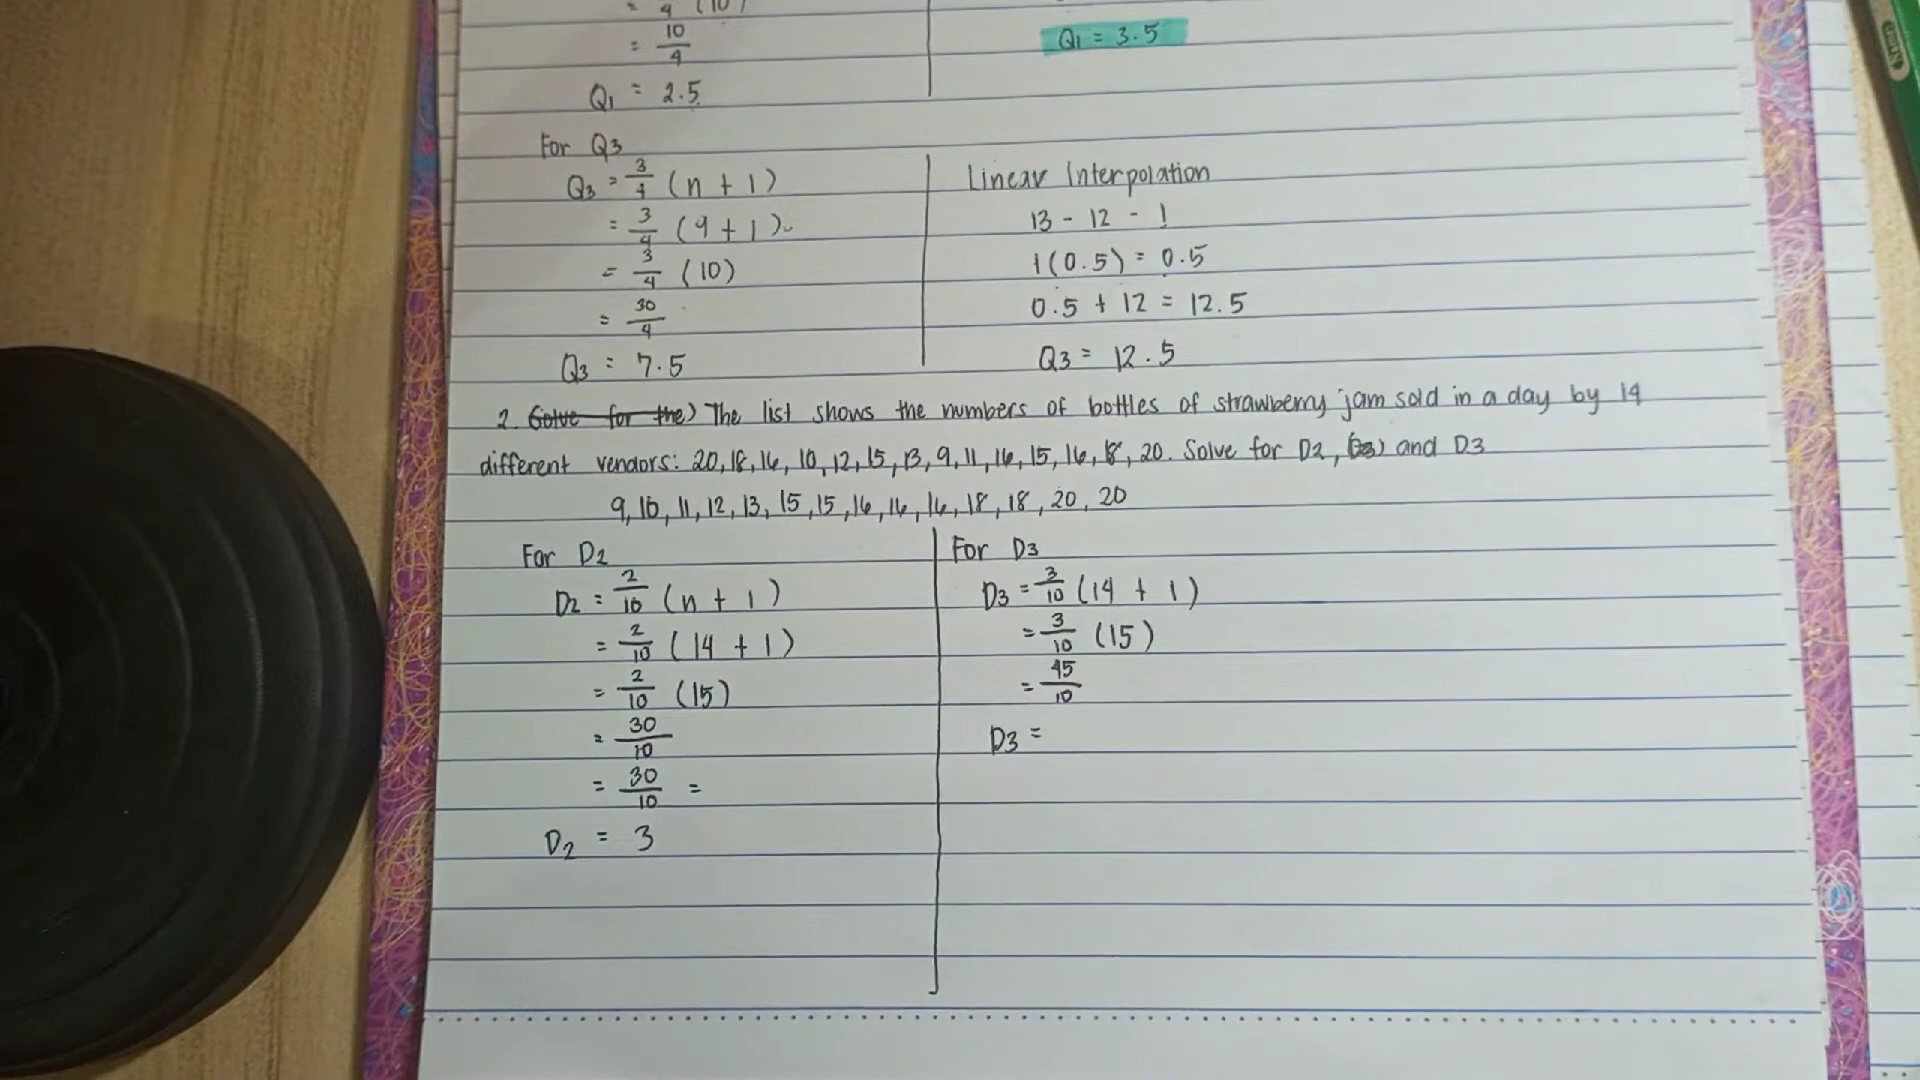 = 4 (10)
= 10/4
Q1 = 2.5
Q1 = 3.5
For Q3
Q3 = 3/4 (n + 1)
= 3/4 (9 + 1)
= 3/4 (10)
= 30/4
Q3 = 7.5
Linear Interpolation
13 - 12 - 1
1(0.5) = 0.5
0.5 + 12 = 12.5
Q3 = 12.5
2. Solve for the) The list shows the numbers of bottles of strawberry jam sold in a day by 14
different vendors: 20, 18, 16, 10, 12, 15, 13, 9, 11, 16, 15, 16, 18, 20. Solve for D2, and D3
9, 10, 11, 12, 13, 15, 15, 16, 16, 16, 18, 18, 20, 20
For D2
D2 = 2/10 (n + 1)
= 2/10 (14 + 1)
= 2/10 (15)
= 30/10
= 30/10 =
D2 = 3
For D3
D3 = 3/10 (14 + 1)
= 3/10 (15)
= 45/10
D3 =